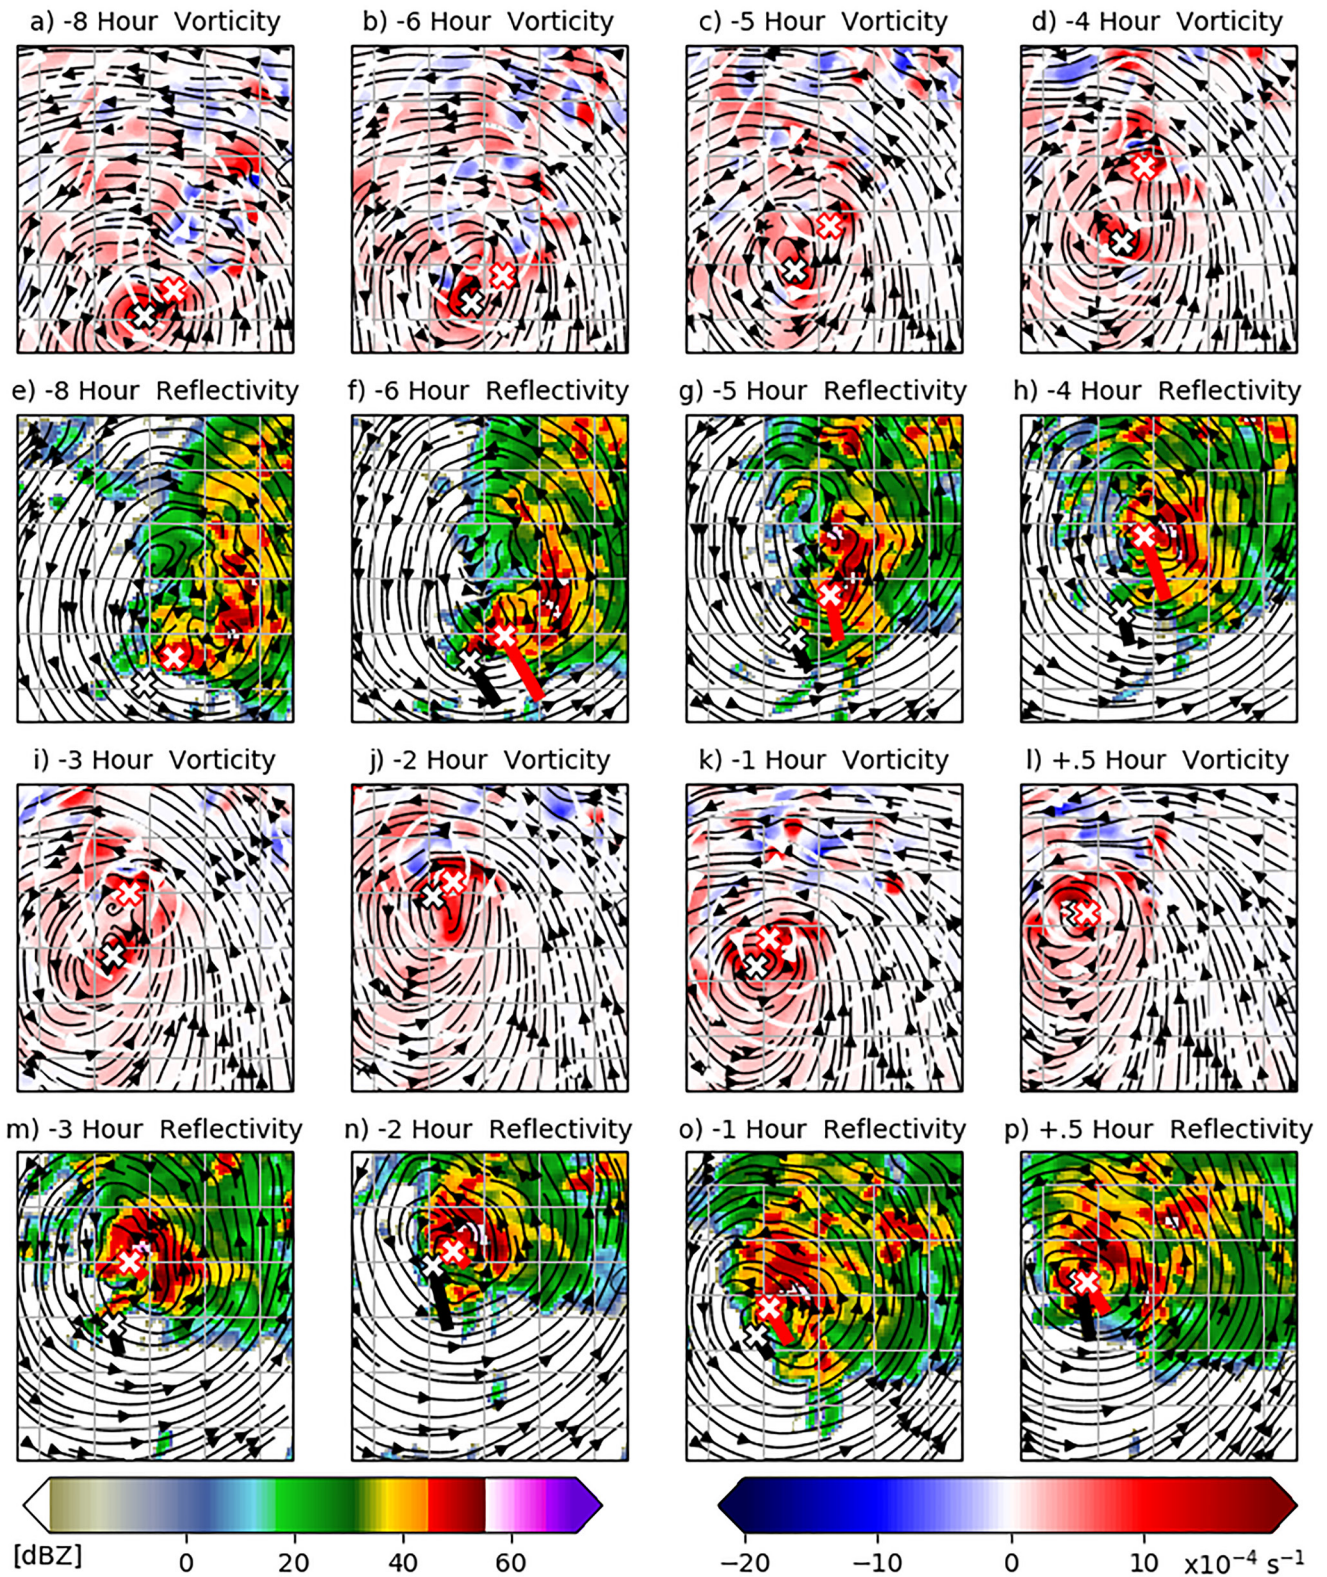 a) -8 Hour Vorticity
b) -6 Hour Vorticity
c) -5 Hour Vorticity
d) -4 Hour Vorticity
e) -8 Hour Reflectivity
f) -6 Hour Reflectivity
g) -5 Hour Reflectivity
h) -4 Hour Reflectivity
i) -3 Hour Vorticity
j) -2 Hour Vorticity
k) -1 Hour Vorticity
l) +.5 Hour Vorticity
m) -3 Hour Reflectivity
n) -2 Hour Reflectivity
o) -1 Hour Reflectivity
p) +.5 Hour Reflectivity
[dBZ] 0 20 40 60
−20 −10 0 10 x10⁻⁴ s⁻¹